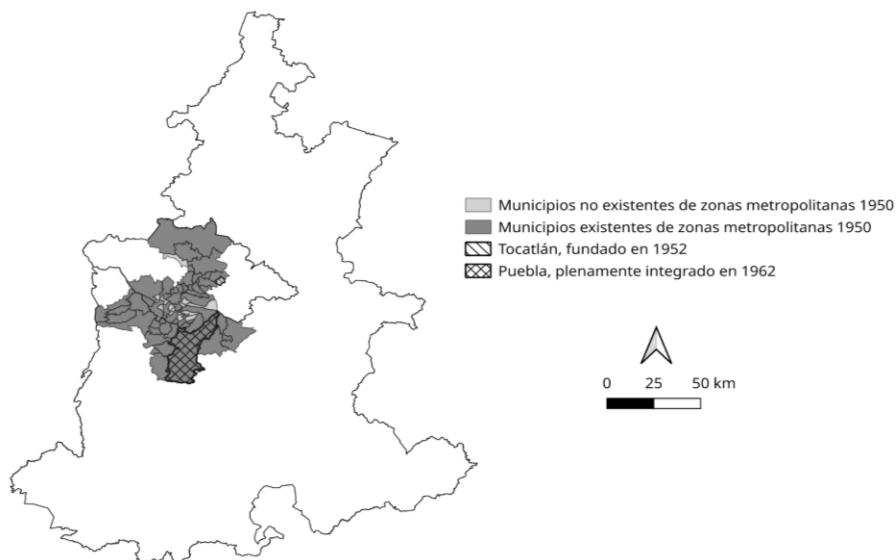 Municipios no existentes de zonas metropolitanas 1950
Municipios existentes de zonas metropolitanas 1950
Tocatlán, fundado en 1952
Puebla, plenamente integrado en 1962
0 25 50 km